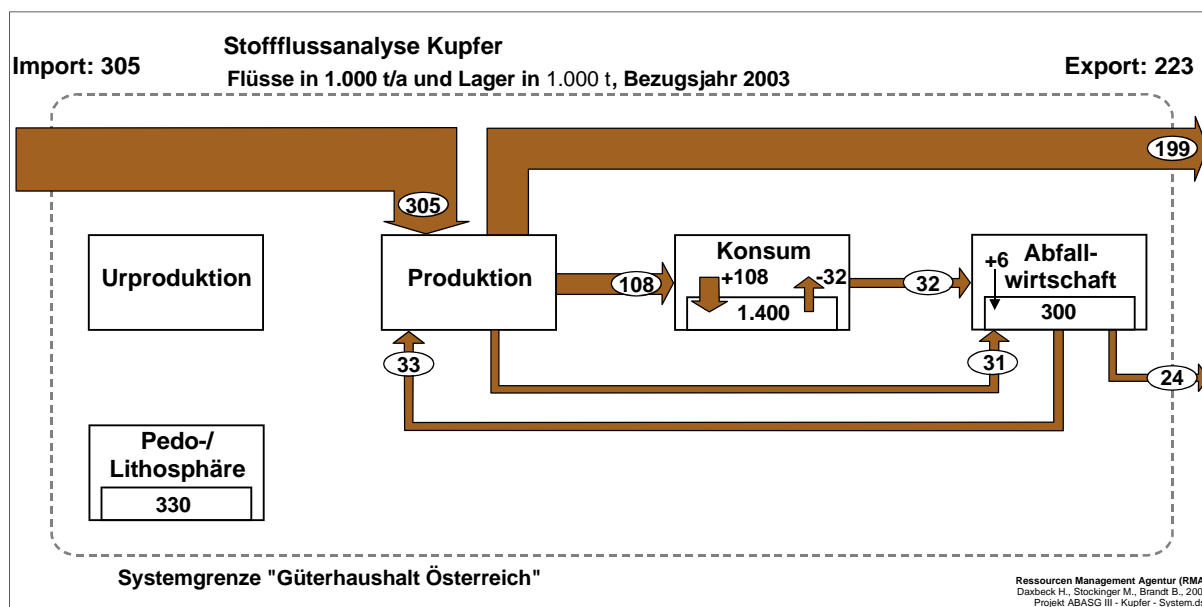 Stoffflussanalyse Kupfer
Import: 305
Flüsse in 1.000 t/a und Lager in 1.000 t, Bezugsjahr 2003
Export: 223
199
305
Urproduktion
Produktion
108
Konsum
+108
-32
1.400
32
+6
Abfall-
wirtschaft
300
33
31
24
Pedo-/
Lithosphäre
330
Systemgrenze "Güterhaushalt Österreich"
Ressourcen Management Agentur (RMA
Daxbeck H., Stockinger M., Brandt B.,
Projekt ABASG III - Kupfer - System.ds